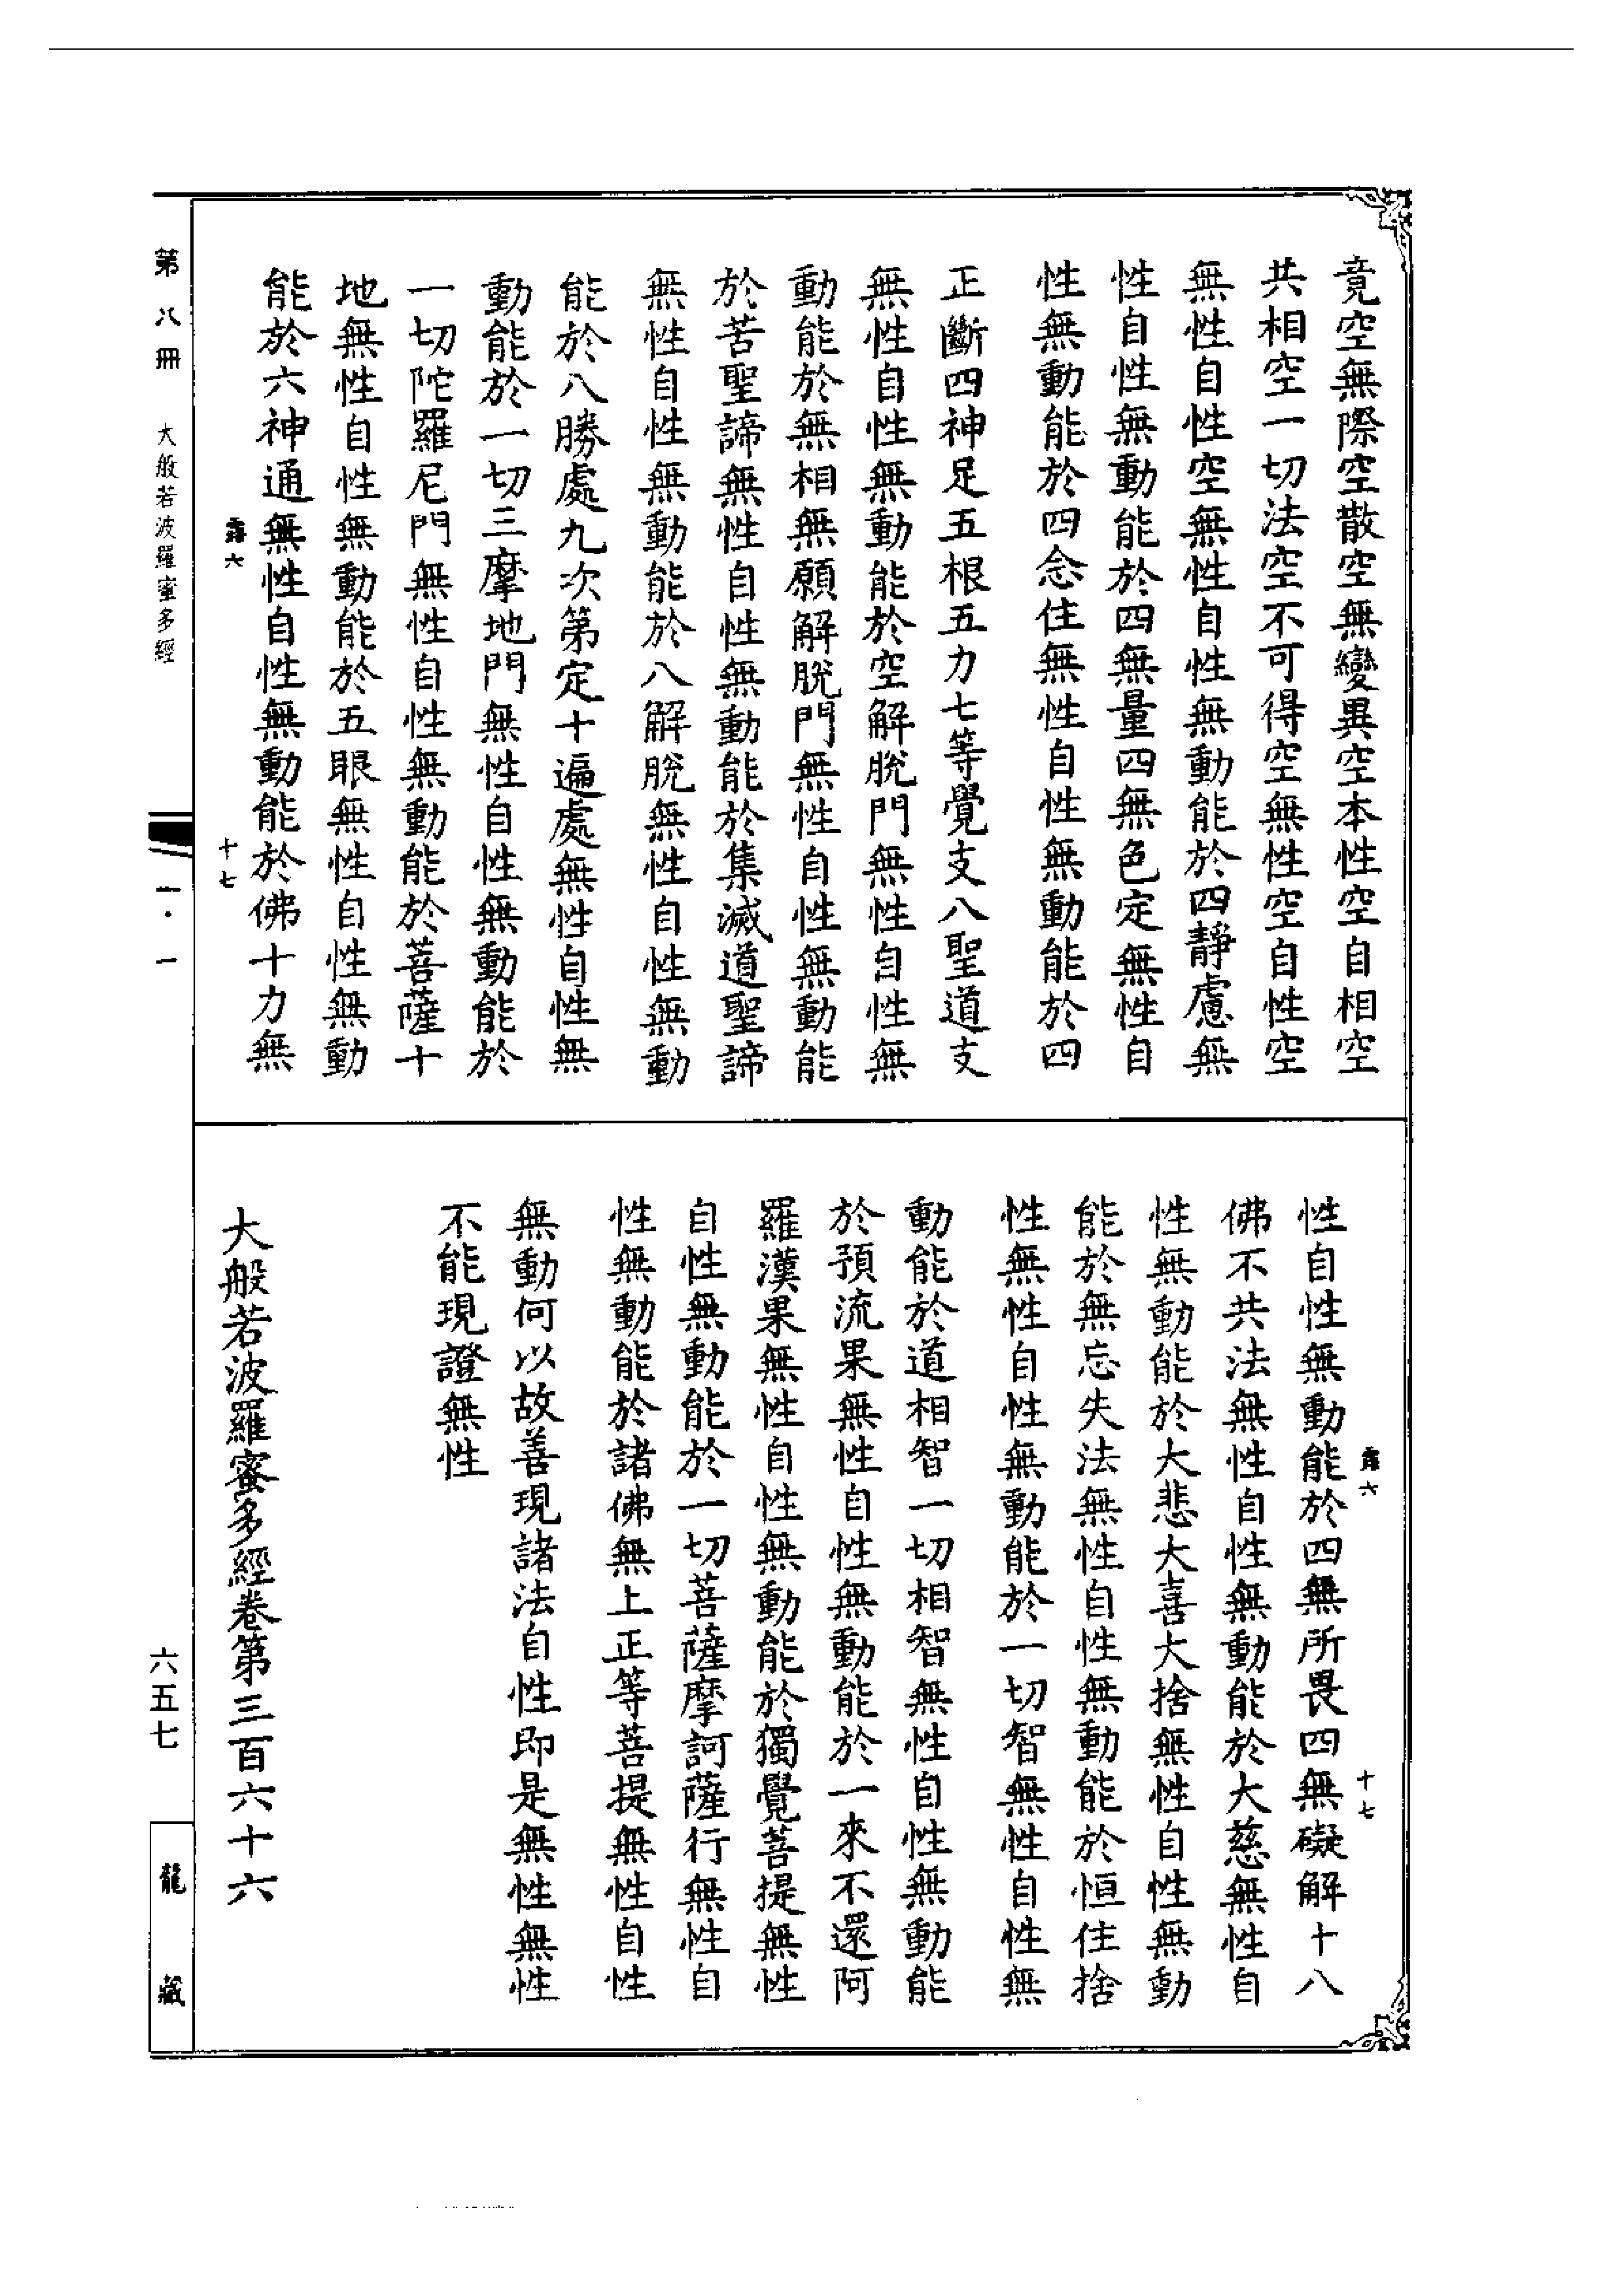 竟空無際空散空無變異空本性空自相空
共相空一切法空不可得空無性空自性空
無性自性空無性自性無動能於四靜慮無
性自性無動能於四無量四無色定無性自
性無動能於四念住無性自性無動能於四
正斷四神足五根五力七等覺支八聖道支
無性自性無動能於空解脫門無性自性無
動能於無相無願解脫門無性自性無動能
於苦聖諦無性自性無動能於集滅道聖諦
無性自性無動能於八解脫無性自性無動
能於八勝處九次第定十遍處無性自性無
動能於一切三摩地門無性自性無動能於
一切陀羅尼門無性自性無動能於菩薩十
地無性自性無動能於五眼無性自性無動
能於六神通無性自性無動能於佛十力無
露六
十七
露六
十七
性自性無動能於四無所畏四無礙解十八
佛不共法無性自性無動能於大慈無性自
性無動能於大悲大喜大捨無性自性無動
能於無忘失法無性自性無動能於恒住捨
性無性自性無動能於一切智無性自性無
動能於道相智一切相智無性自性無動能
於預流果無性自性無動能於一來不還阿
羅漢果無性自性無動能於獨覺菩提無性
自性無動能於一切菩薩摩訶薩行無性自
性無動能於諸佛無上正等菩提無性自性
無動何以故善現諸法自性即是無性無性
不能現證無性
大般若波羅蜜多經卷第三百六十六
第八冊 大般若波羅蜜多經
一·一
六五七
龍藏